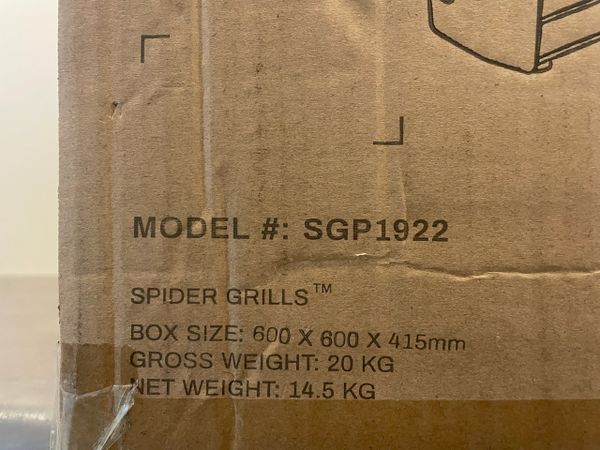 MODEL #: SGP1922
SPIDER GRILLS™
BOX SIZE: 600 X 600 X 415mm
GROSS WEIGHT: 20 KG
NET WEIGHT: 14.5 KG